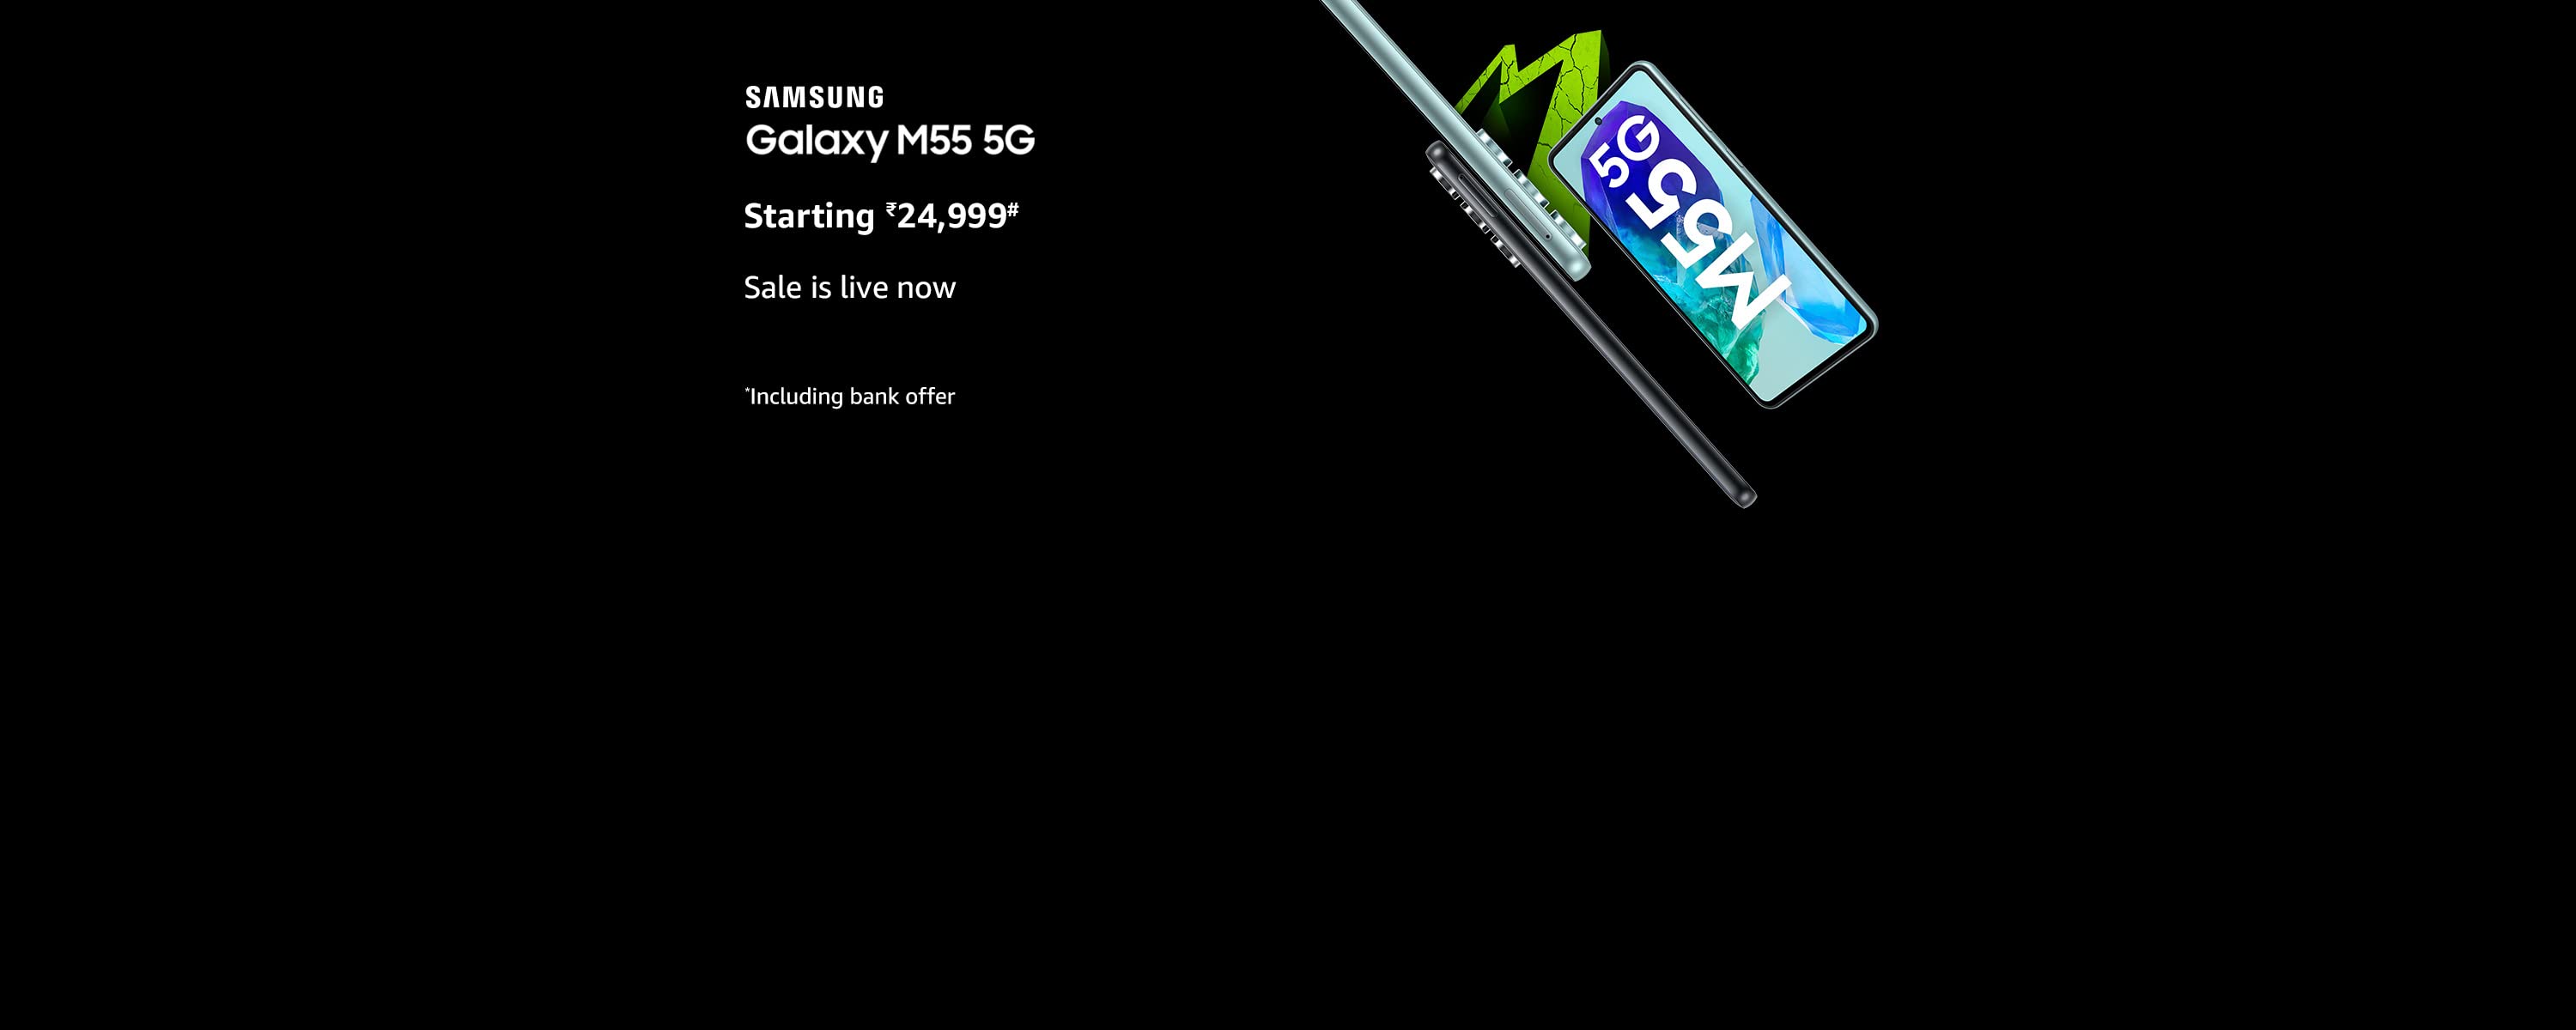 SAMSUNG
Galaxy M55 5G
Starting ₹24,999#
Sale is live now
*Including bank offer
M
5G
M55